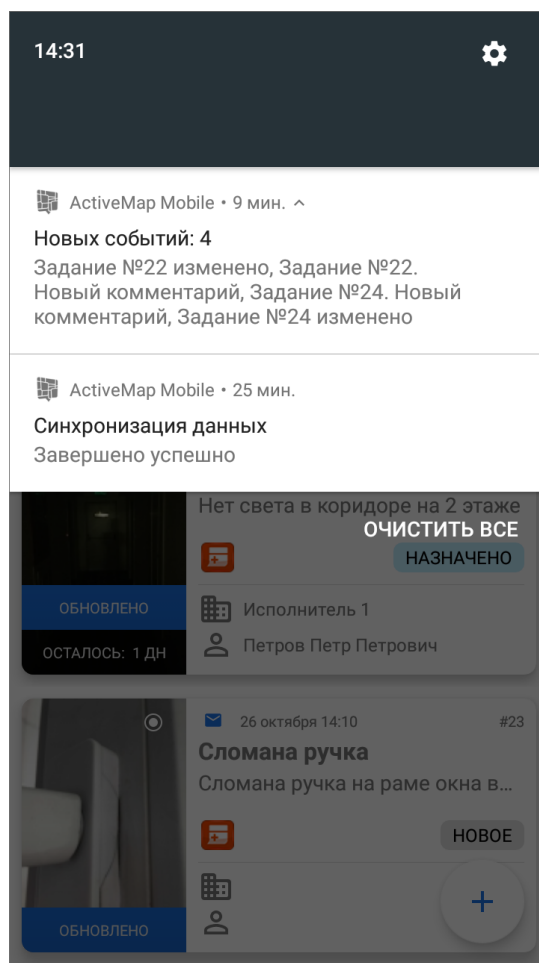 14:31
ActiveMap Mobile • 9 мин.
Новых событий: 4
Задание №22 изменено, Задание №22.
Новый комментарий, Задание №24. Новый
комментарий, Задание №24 изменено
ActiveMap Mobile • 25 мин.
Синхронизация данных
Завершено успешно
Нет света в коридоре на 2 этаже
ОЧИСТИТЬ ВСЕ
НАЗНАЧЕНО
ОБНОВЛЕНО
Исполнитель 1
ОСТАЛОСЬ: 1 ДН
Петров Петр Петрович
26 октября 14:10 #23
Сломана ручка
Сломана ручка на раме окна в...
НОВОЕ
ОБНОВЛЕНО